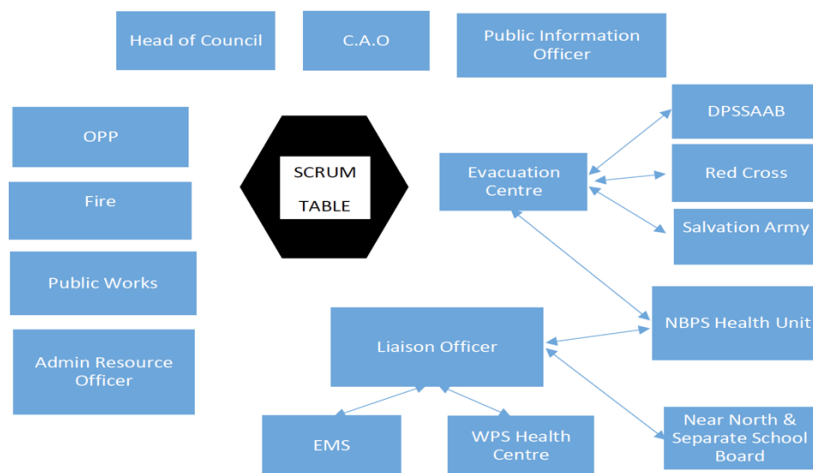 Head of Council
C.A.O
Public Information
Officer
OPP
Fire
Public Works
Admin Resource
Officer
SCRUM
TABLE
Evacuation
Centre
DPSSAAB
Red Cross
Salvation Army
NBPS Health Unit
Liaison Officer
EMS
WPS Health
Centre
Near North &
Separate School
Board